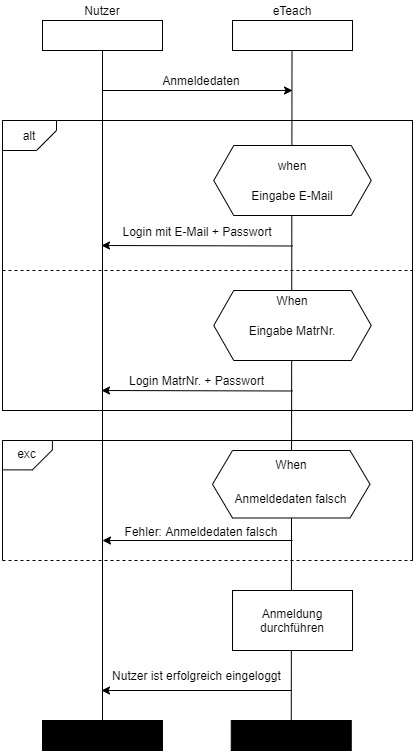 Nutzer
eTeach
Anmeldedaten
alt
when
Eingabe E-Mail
Login mit E-Mail + Passwort
When
Eingabe MatrNr.
Login MatrNr. + Passwort
exc
When
Anmeldedaten falsch
Fehler: Anmeldedaten falsch
Anmeldung
durchführen
Nutzer ist erfolgreich eingeloggt